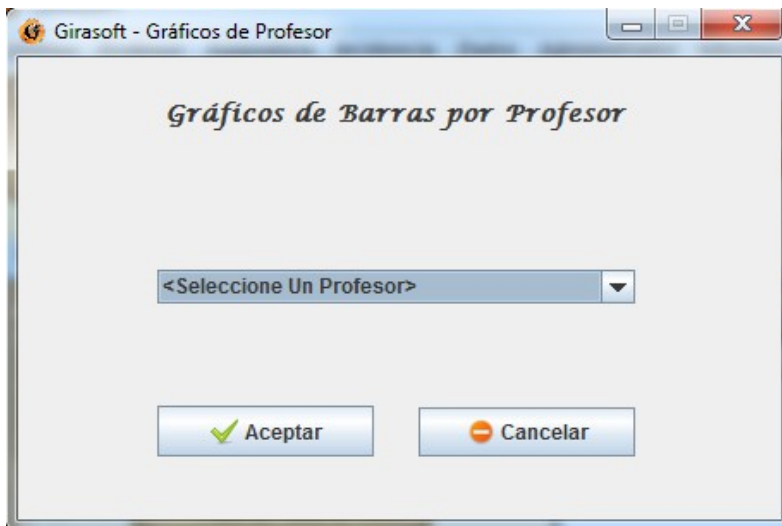 Girasoft - Gráficos de Profesor
Gráficos de Barras por Profesor
<Seleccione Un Profesor>
Aceptar
Cancelar